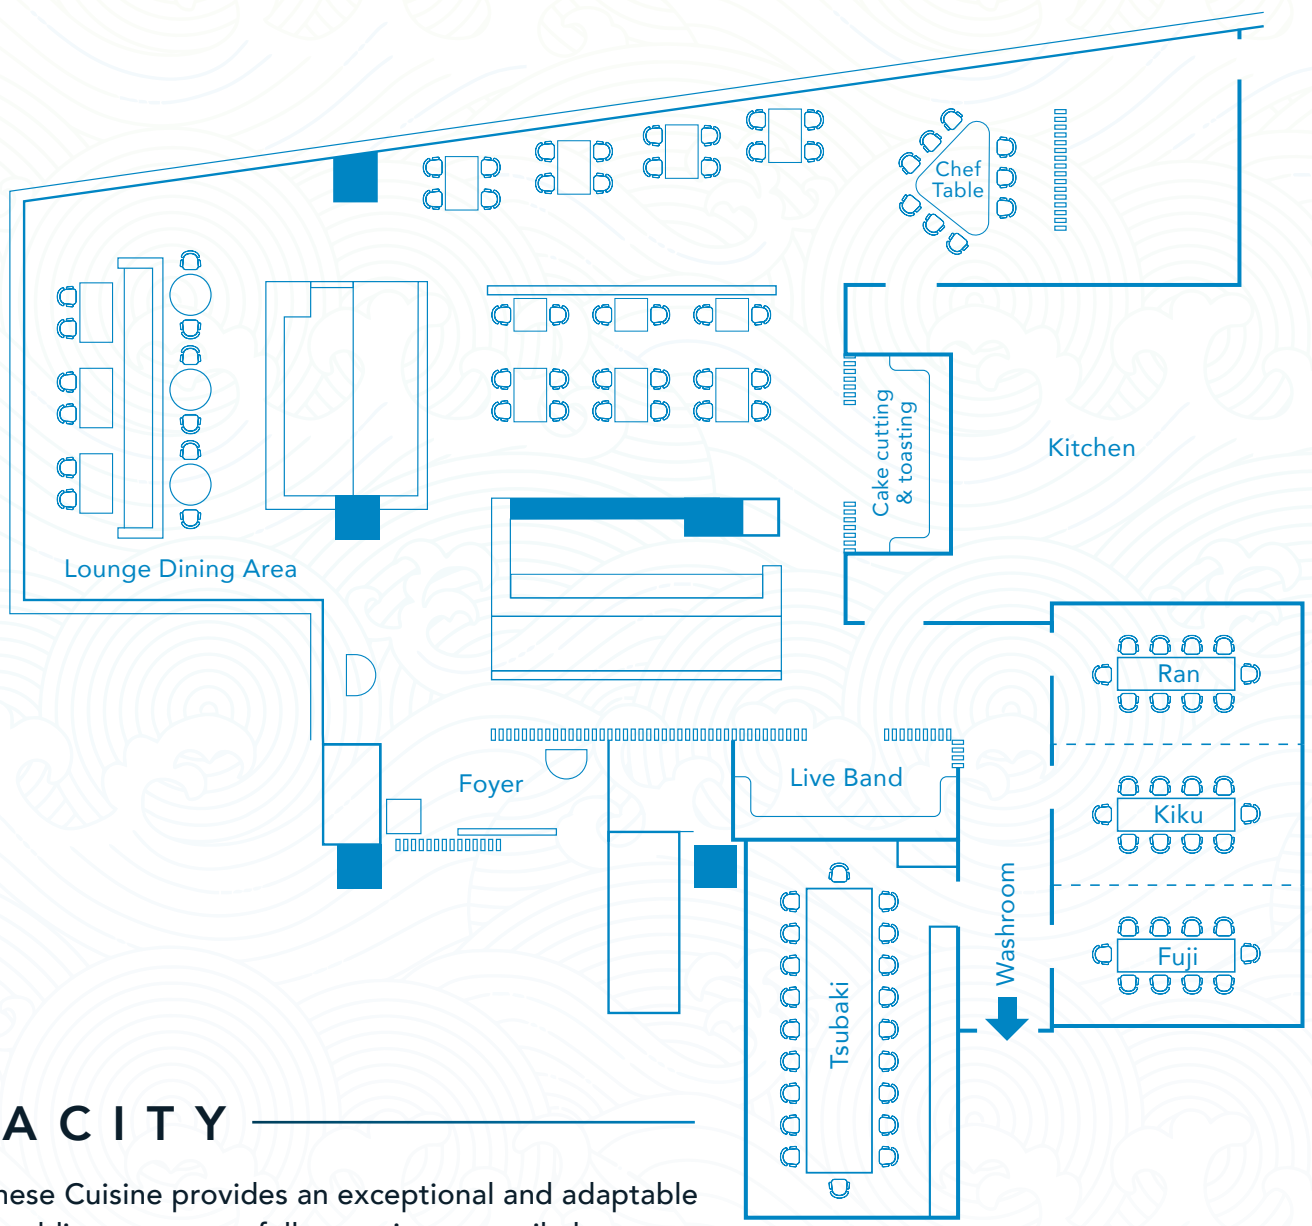 Chef
Table
Cake cutting
& toasting
Kitchen
Lounge Dining Area
Ran
Foyer
Live Band
Kiku
Washroom
Fuji
Tsubaki
ACITY
nese Cuisine provides an exceptional and adaptable